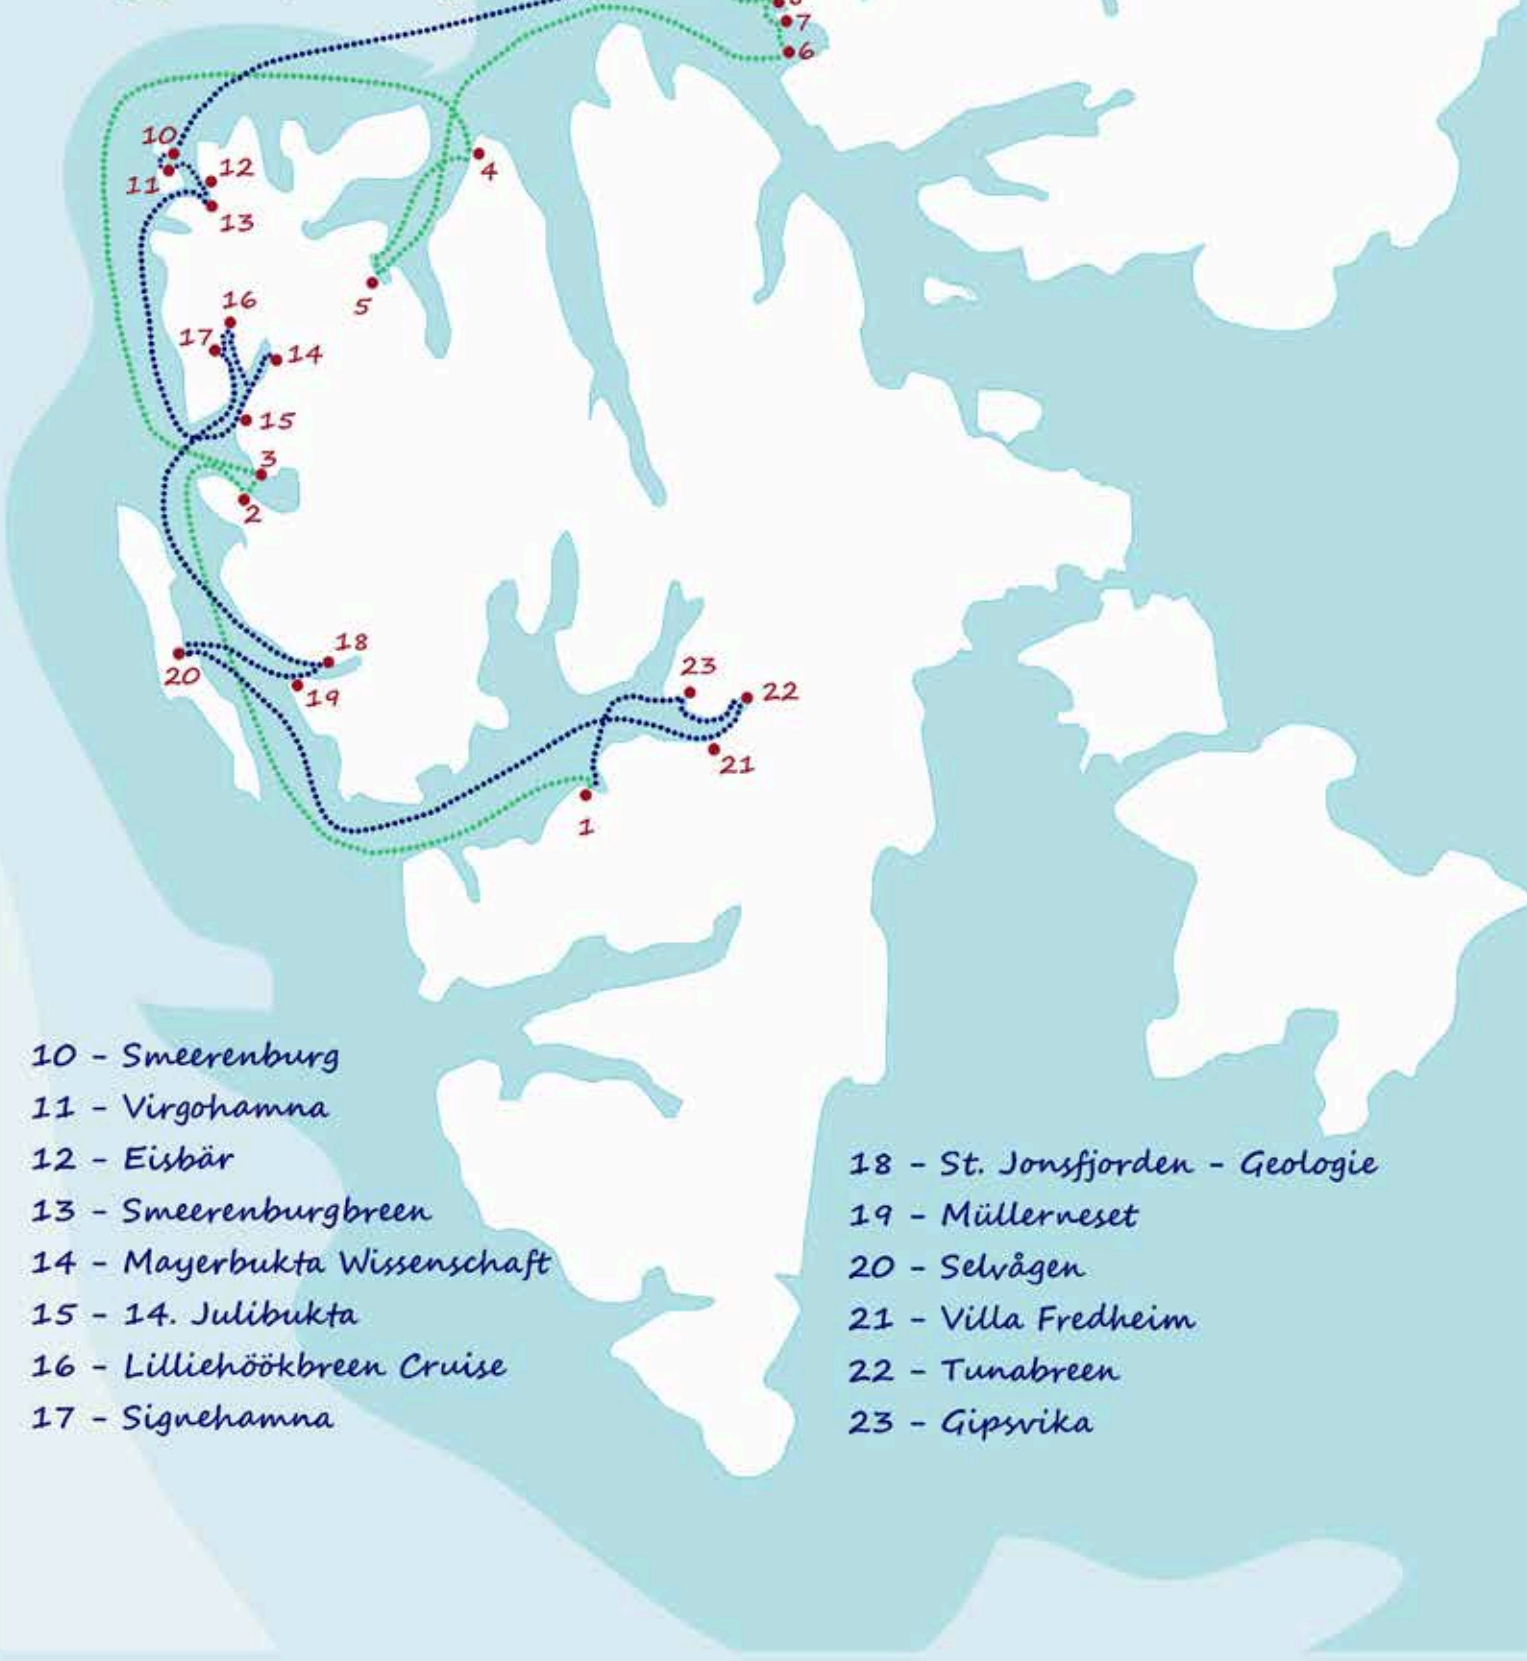 7
6
10
12
11
4
13
5
16
17
14
15
3
2
18
20
19
23
22
21
1
10 - Smeerenburg
11 - Virgohamna
12 - Eisbär
13 - Smeerenburgbreen
14 - Mayerbukta Wissenschaft
15 - 14. Julibukta
16 - Lilliehöökbreen Cruise
17 - Signehamna
18 - St. Jonsfjorden - Geologie
19 - Müllerneset
20 - Selvågen
21 - Villa Fredheim
22 - Tunabreen
23 - Gipsvika